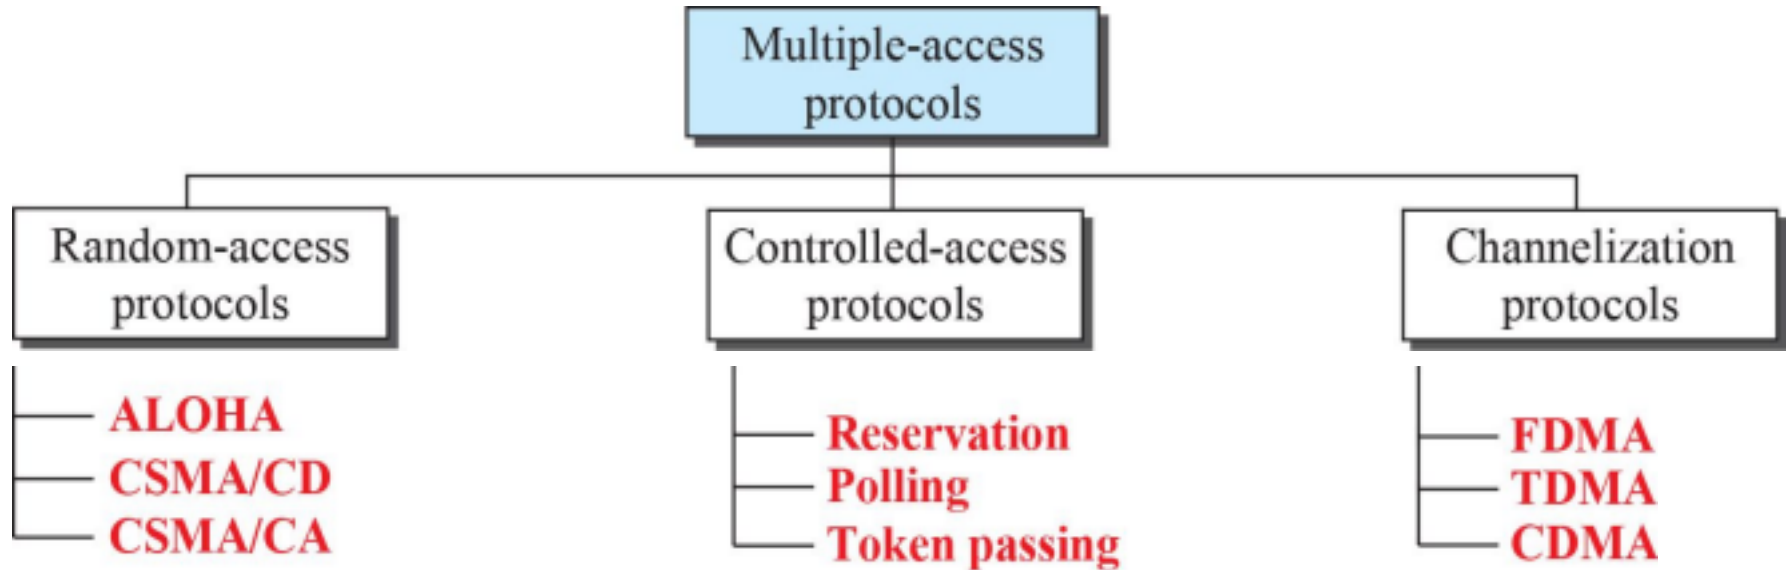 Multiple-access
protocols
Random-access
protocols
Controlled-access
protocols
Channelization
protocols
ALOHA
CSMA/CD
CSMA/CA
Reservation
Polling
Token passing
FDMA
TDMA
CDMA